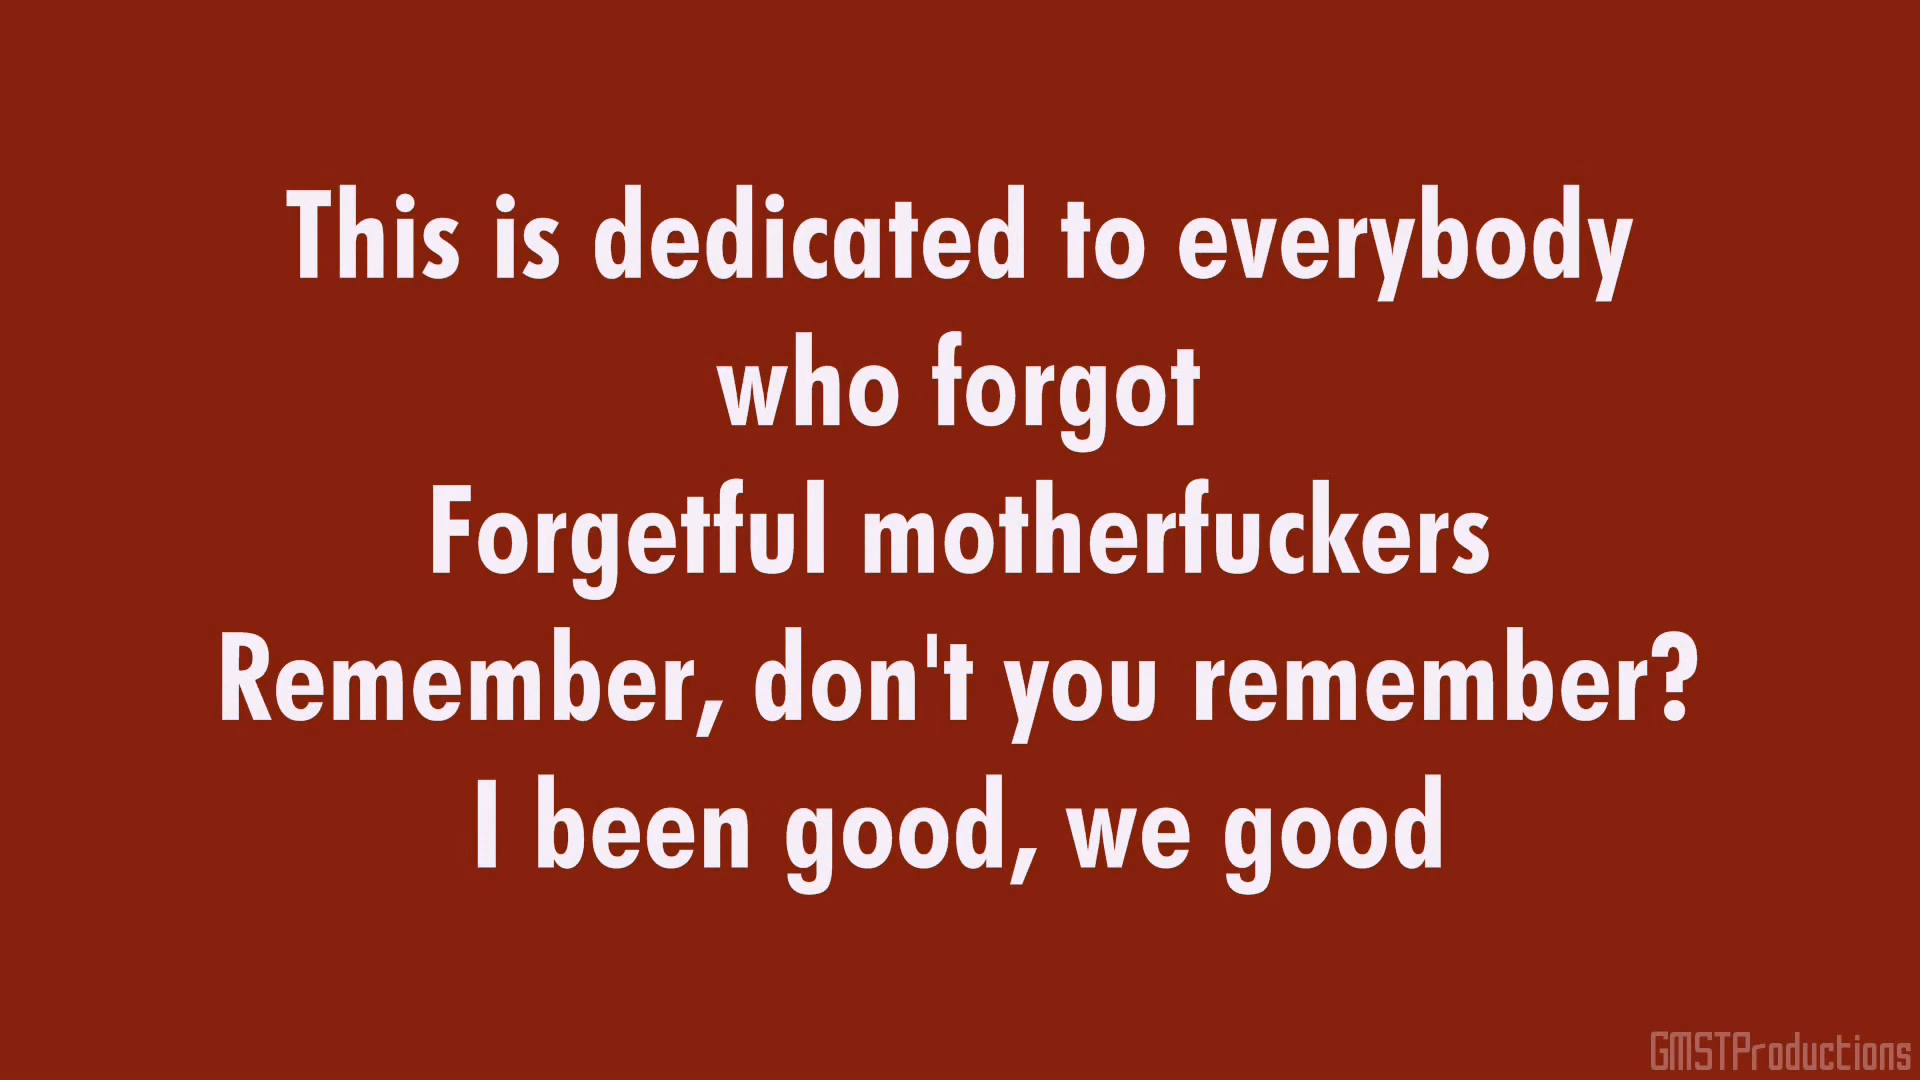 This is dedicated to everybody
who forgot
Forgetful motherfuckers
Remember, don't you remember?
I been good, we good
GMSTProductions